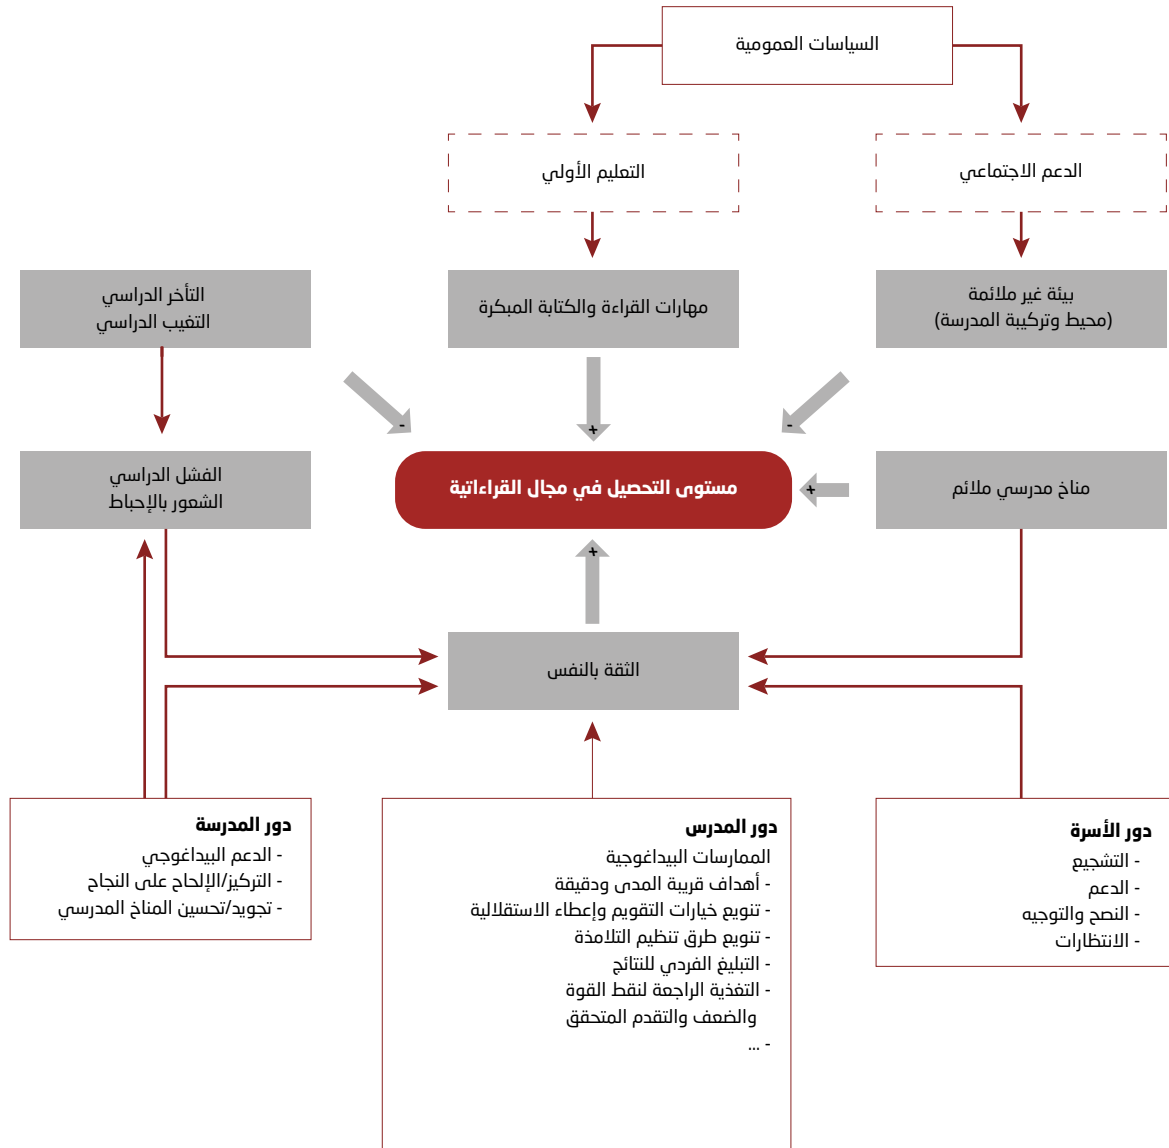 السياسات العمومية
الدعم الاجتماعي
التعليم الأولي
بيئة غير ملائمة
(محيط وتركيبة المدرسة)
مهارات القراءة والكتابة المبكرة
التأخر الدراسي
التغيب الدراسي
-
+
-
مناخ مدرسي ملائم
+
مستوى التحصيل في مجال القراءاتية
الفشل الدراسي
الشعور بالإحباط
+
الثقة بالنفس
دور الأسرة
- التشجيع
- الدعم
- النصح والتوجيه
- الانتظارات
دور المدرس
الممارسات البيداغوجية
- أهداف قريبة المدى ودقيقة
- تنويع خيارات التقويم وإعطاء الاستقلالية
- تنويع طرق تنظيم التلامذة
- التبليغ الفردي للنتائج
- التغذية الراجعة لنقط القوة
والضعف والتقدم المتحقق
- ...
دور المدرسة
- الدعم البيداغوجي
- التركيز/الإلحاح على النجاح
- تجويد/تحسين المناخ المدرسي